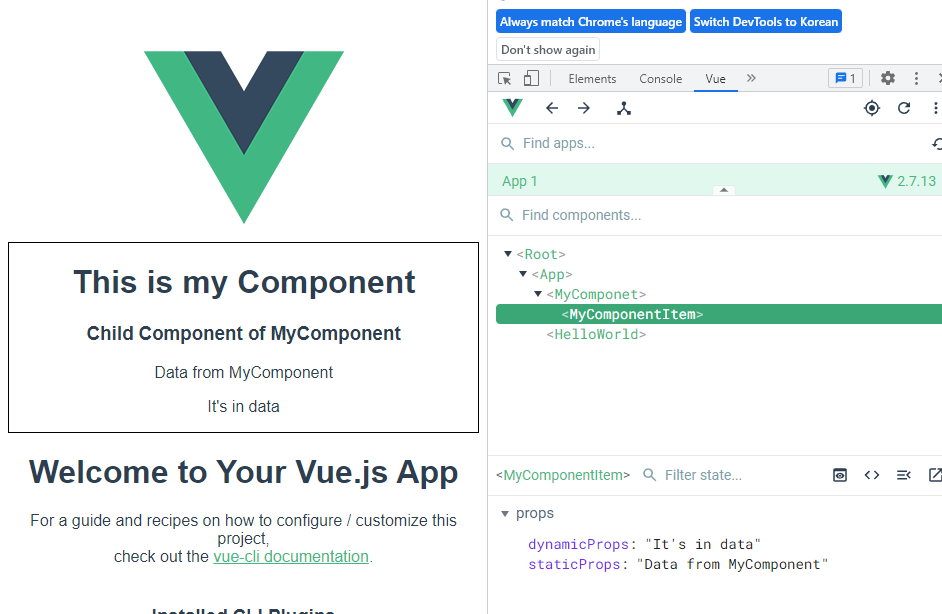 Always match Chrome's language Switch DevTools to Korean
Don't show again
Elements Console Vue » 1
Find apps...
App 1 2.7.13
Find components...
<Root>
<App>
<MyComponet>
<MyComponentItem>
<HelloWorld>
<MyComponentItem> Filter state...
props
dynamicProps: "It's in data"
staticProps: "Data from MyComponent"
This is my Component
Child Component of MyComponent
Data from MyComponent
It's in data
Welcome to Your Vue.js App
For a guide and recipes on how to configure / customize this
project,
check out the vue-cli documentation.
Installed CLI Plugins